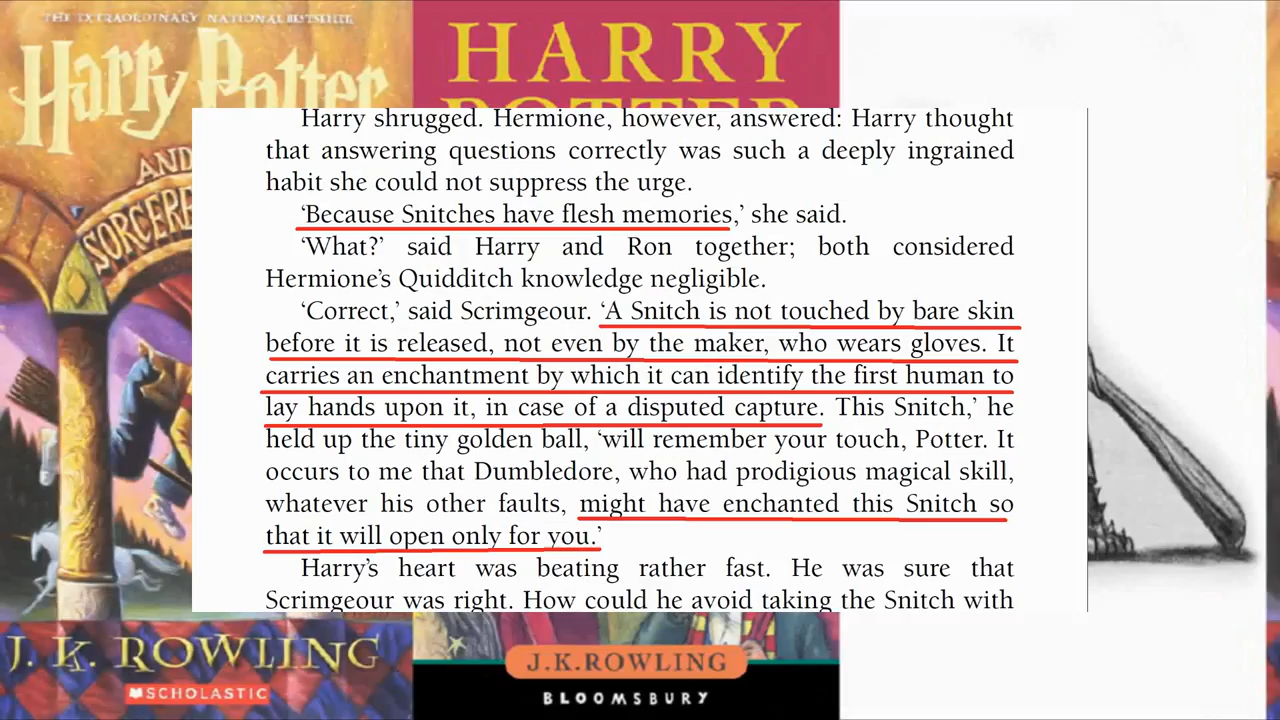 THE EXTRAORDINARY NATIONAL BESTSELLER
Harry Potter
AND
SORCERE
J. K. ROWLING
SCHOLASTIC
HARRY
POTTER
J.K.ROWLING
BLOOMSBURY
Harry shrugged. Hermione, however, answered: Harry thought
that answering questions correctly was such a deeply ingrained
habit she could not suppress the urge.
‘Because Snitches have flesh memories,’ she said.
‘What?’ said Harry and Ron together; both considered
Hermione’s Quidditch knowledge negligible.
‘Correct,’ said Scrimgeour. ‘A Snitch is not touched by bare skin
before it is released, not even by the maker, who wears gloves. It
carries an enchantment by which it can identify the first human to
lay hands upon it, in case of a disputed capture. This Snitch,’ he
held up the tiny golden ball, ‘will remember your touch, Potter. It
occurs to me that Dumbledore, who had prodigious magical skill,
whatever his other faults, might have enchanted this Snitch so
that it will open only for you.’
Harry’s heart was beating rather fast. He was sure that
Scrimgeour was right. How could he avoid taking the Snitch with